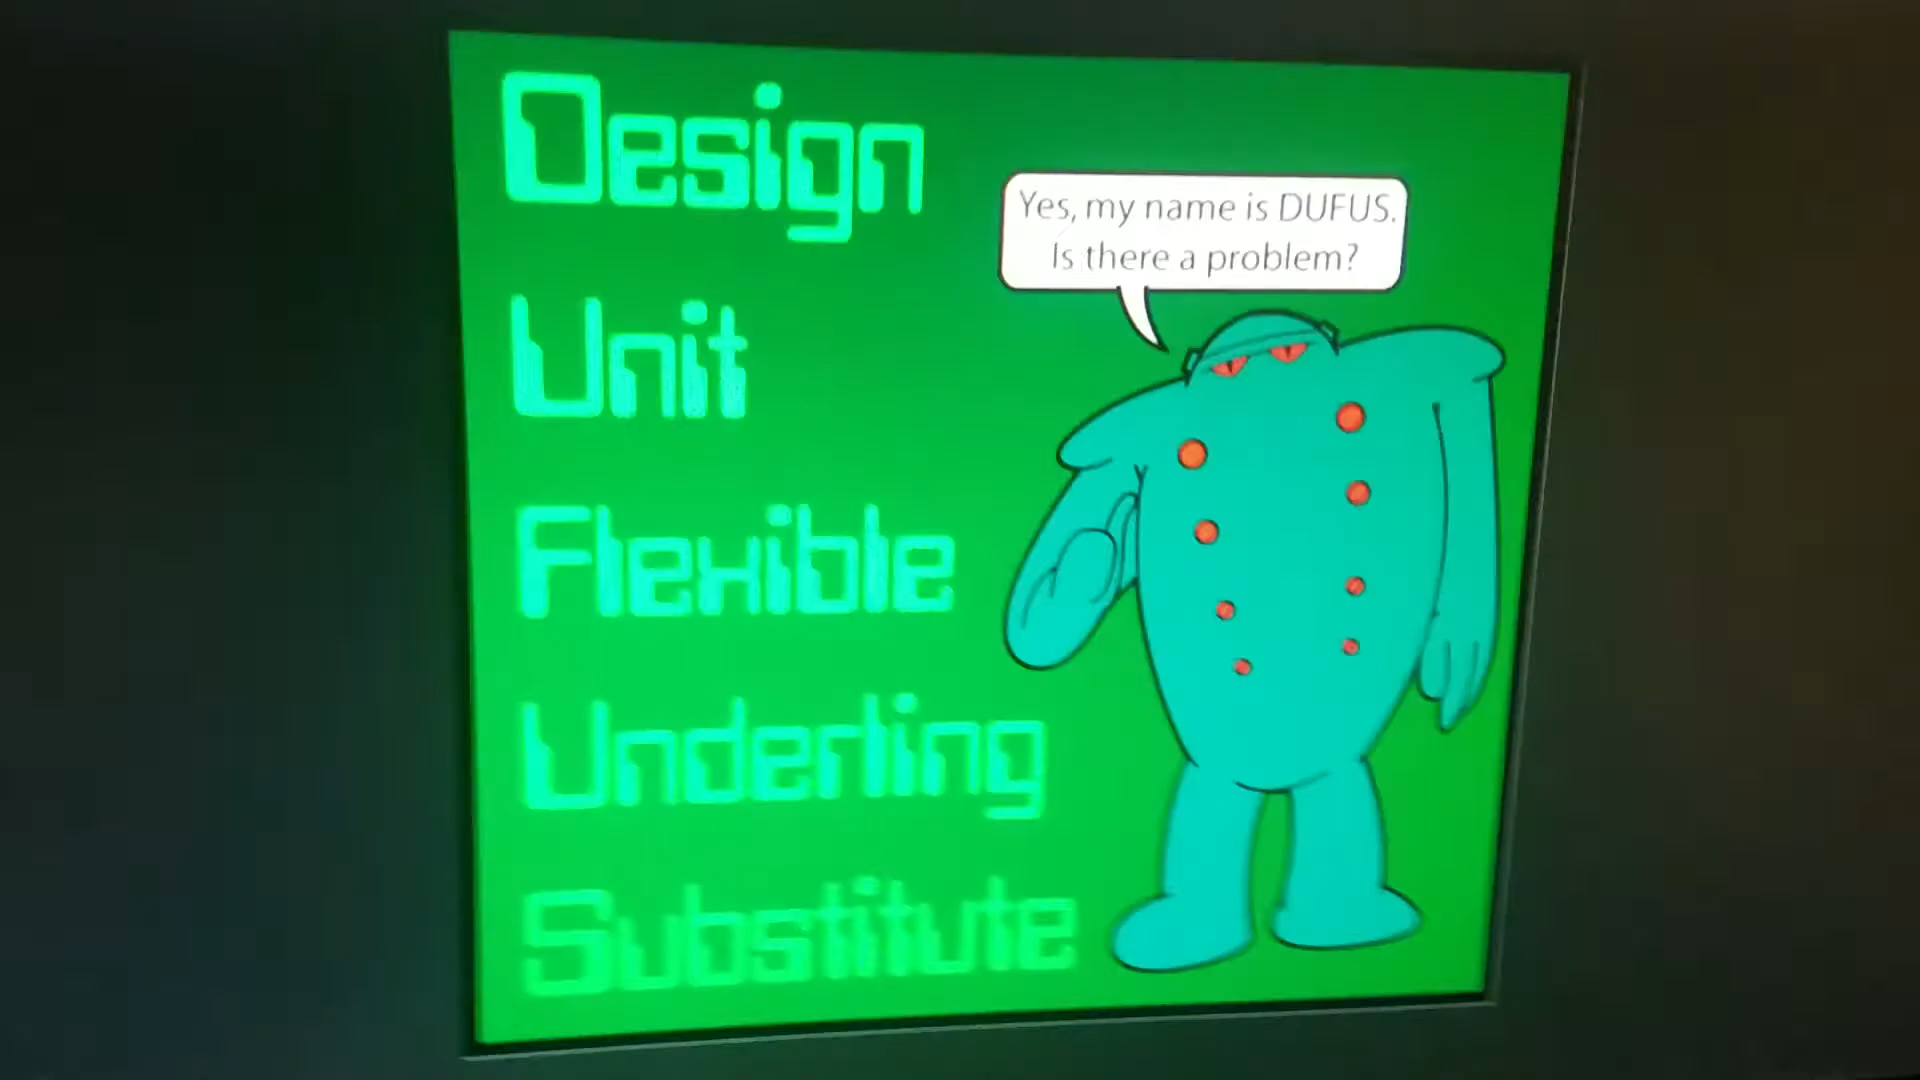 Design
Yes, my name is DUFUS.
Is there a problem?
Unit
Flexible
Underling
Substitute